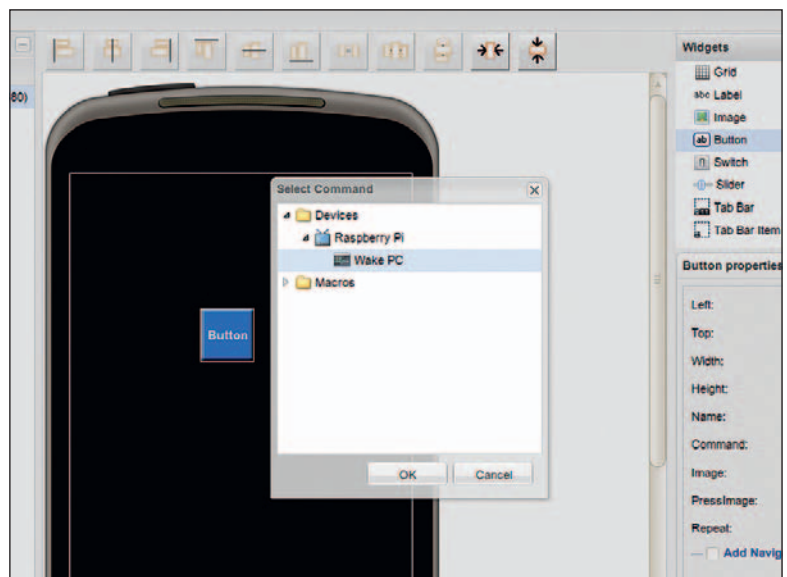 Widgets
Grid
abc Label
Image
ab Button
Switch
Slider
Tab Bar
Tab Bar Item
80)
Select Command
Devices
Raspberry Pi
Wake PC
Macros
OK
Cancel
Button
Button properties
Left:
Top:
Width:
Height:
Name:
Command:
Image:
PressImage:
Repeat:
Add Navig